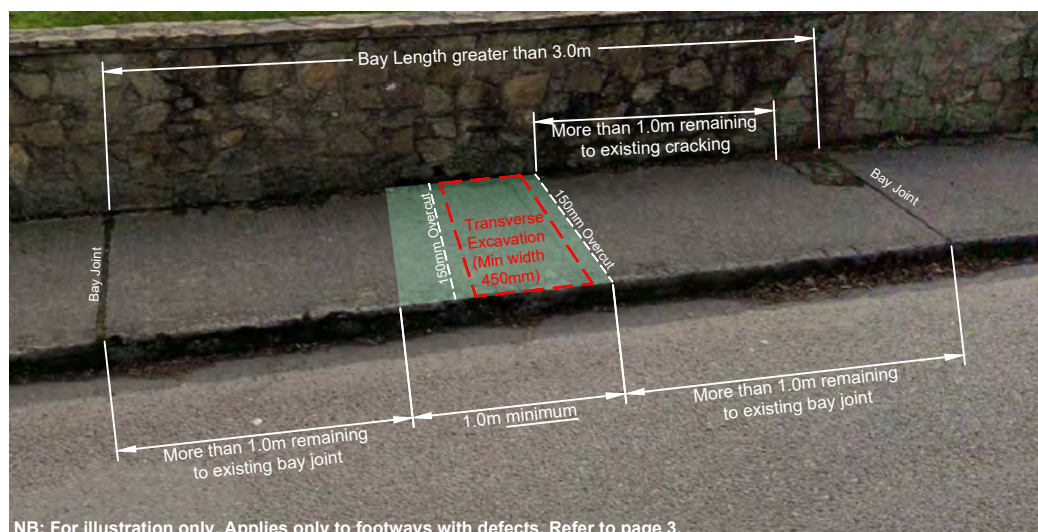 Bay Length greater than 3.0m
More than 1.0m remaining
to existing cracking
Bay Joint
150mm Overcut
Transverse
Excavation
(Min width
450mm)
150mm Overcut
Bay Joint
More than 1.0m remaining
to existing bay joint
1.0m minimum
More than 1.0m remaining
to existing bay joint
NB: For illustration only. Applies only to footways with defects. Refer to page 3.